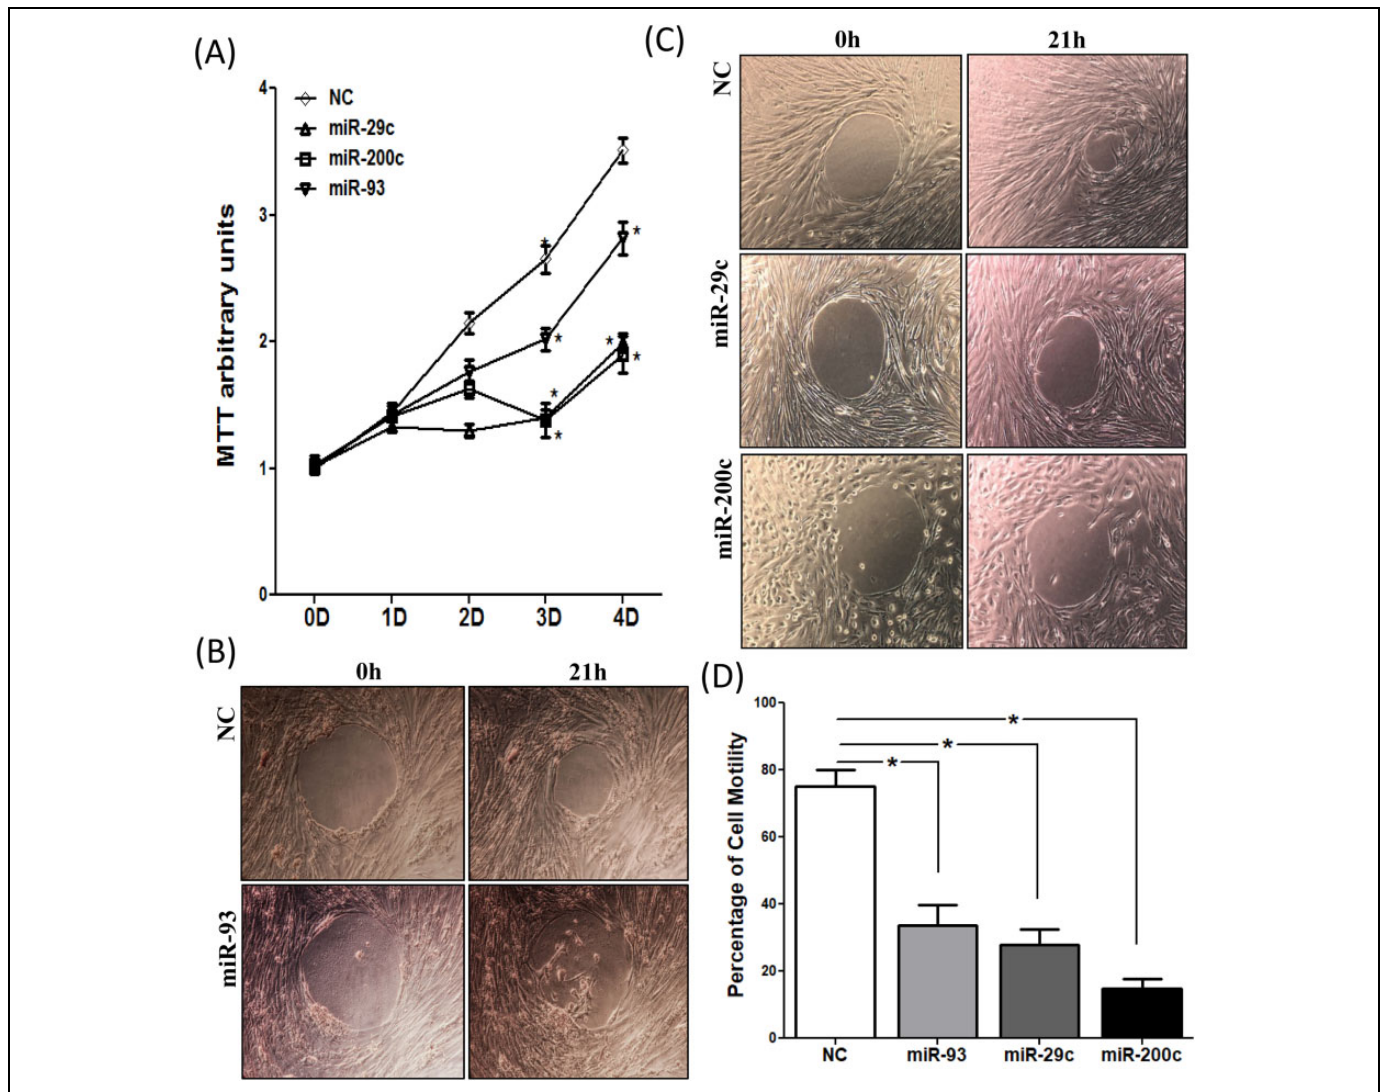 (A)
4
3
2
1
0
MTT arbitrary units
NC
miR-29c
miR-200c
miR-93
*
*
*
*
*
*
*
0D 1D 2D 3D 4D
(B)
0h 21h
NC
miR-93
(C)
0h 21h
NC
miR-29c
miR-200c
(D)
100
80
60
40
20
0
Percentage of Cell Motility
*
*
*
NC miR-93 miR-29c miR-200c